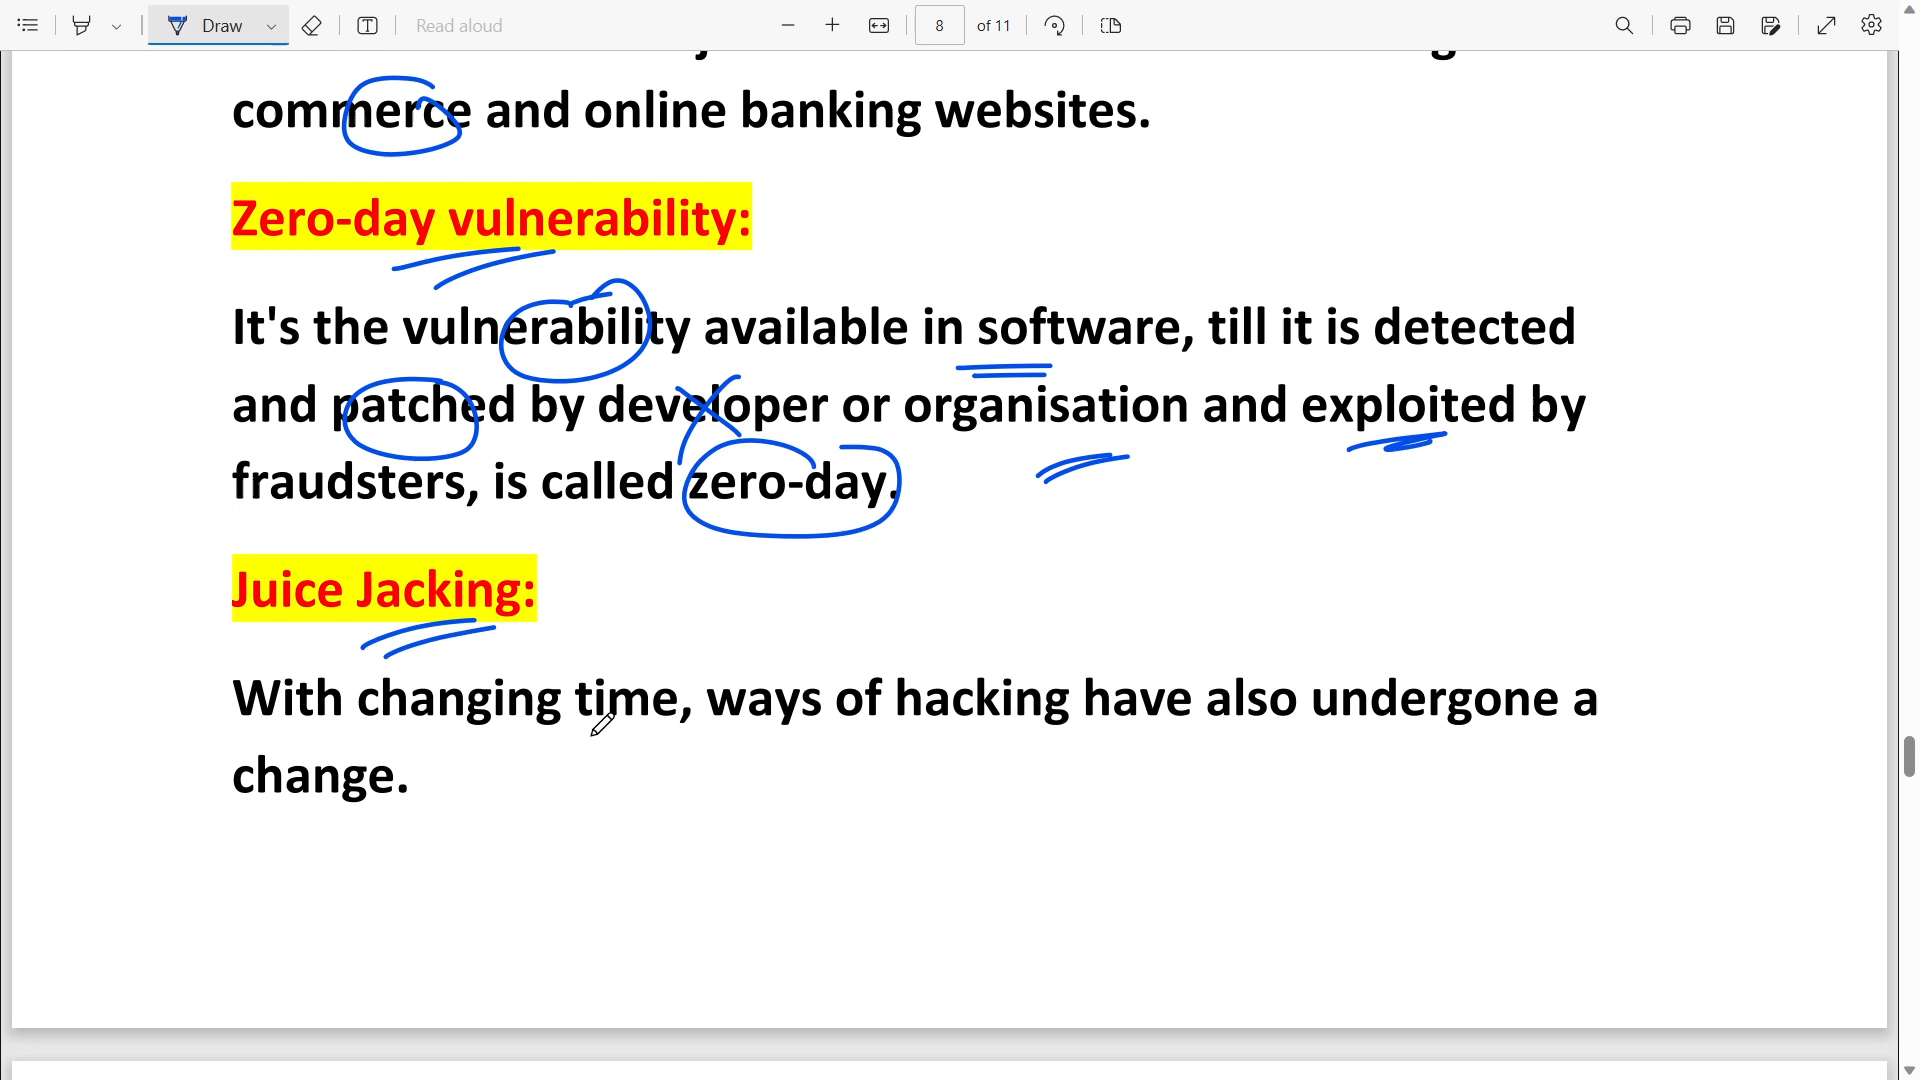 Draw
Read aloud
8 of 11
commerce and online banking websites.
Zero-day vulnerability:
It's the vulnerability available in software, till it is detected
and patched by developer or organisation and exploited by
fraudsters, is called zero-day.
Juice Jacking:
With changing time, ways of hacking have also undergone a
change.